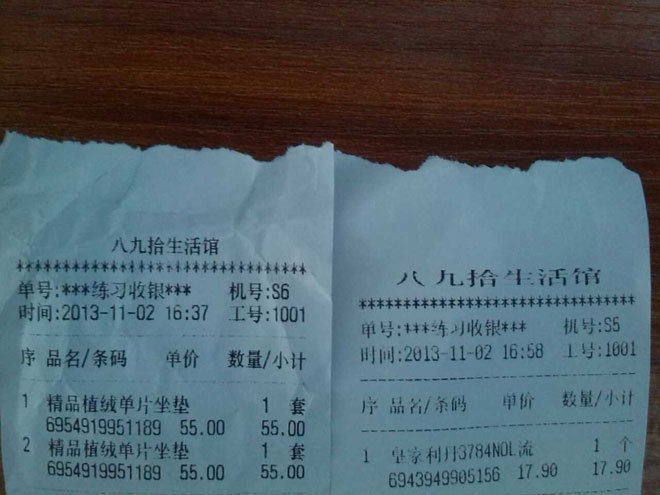 八九拾生活馆
******************************
单号:***练习收银*** 机号:S6
时间:2013-11-02 16:37 工号:1001
序 品名/条码 单价 数量/小计
1 精品植绒单片坐垫 1 套
6954919951189 55.00 55.00
2 精品植绒单片坐垫 1 套
6954919951189 55.00 55.00
八九拾生活馆
******************************
单号:***练习收银*** 机号:S5
时间:2013-11-02 16:58 工号:1001
序 品名/条码 单价 数量/小计
1 皇家利丹3784NOL流 1 个
6943949905156 17.90 17.90